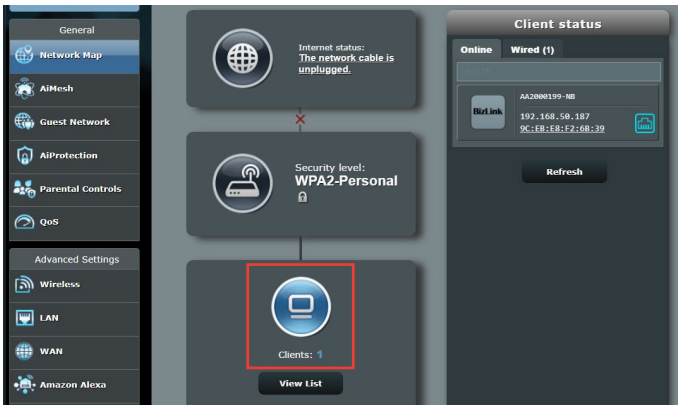 General
Network Map
AiMesh
Guest Network
AiProtection
Parental Controls
QoS
Advanced Settings
Wireless
LAN
WAN
Amazon Alexa
Internet status:
The network cable is
unplugged.
Security level:
WPA2-Personal
Clients: 1
View List
Client status
Online
Wired (1)
Search
BizLink
AA2000199-NB
192.168.50.187
9C:EB:E8:F2:6B:39
Refresh